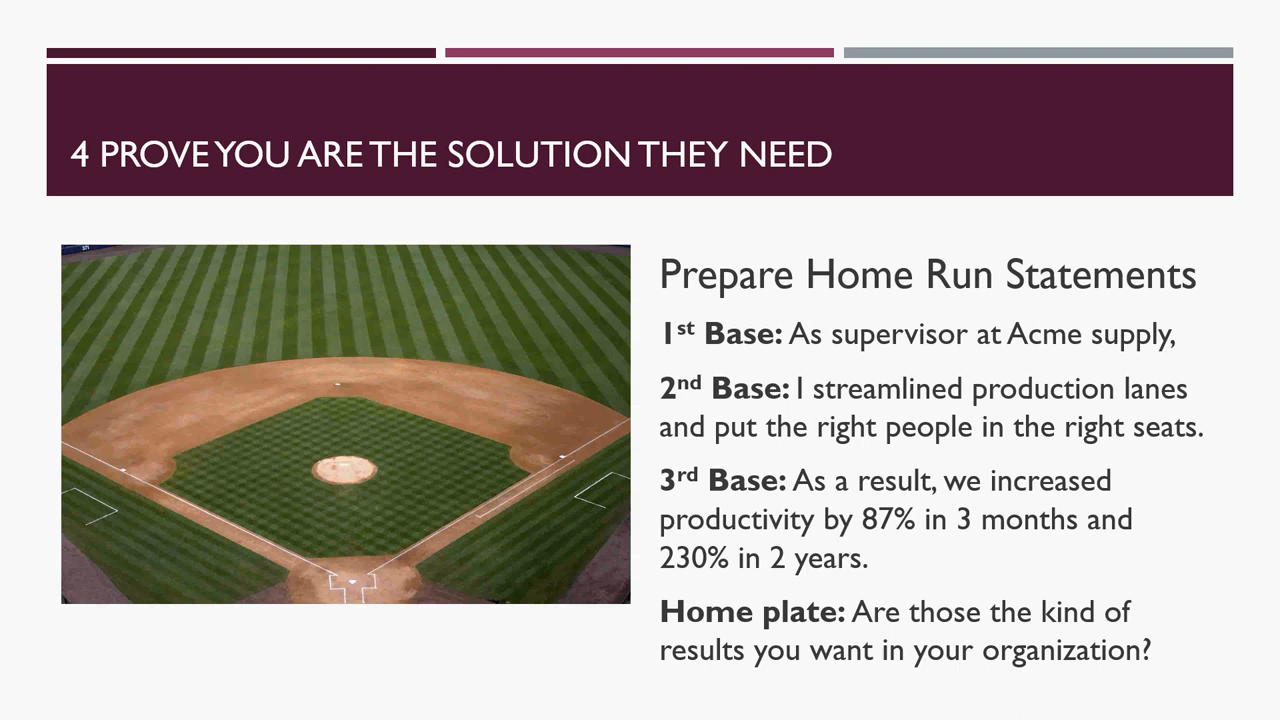 4 PROVE YOU ARE THE SOLUTION THEY NEED
Prepare Home Run Statements
1st Base: As supervisor at Acme supply,
2nd Base: I streamlined production lanes
and put the right people in the right seats.
3rd Base: As a result, we increased
productivity by 87% in 3 months and
230% in 2 years.
Home plate: Are those the kind of
results you want in your organization?